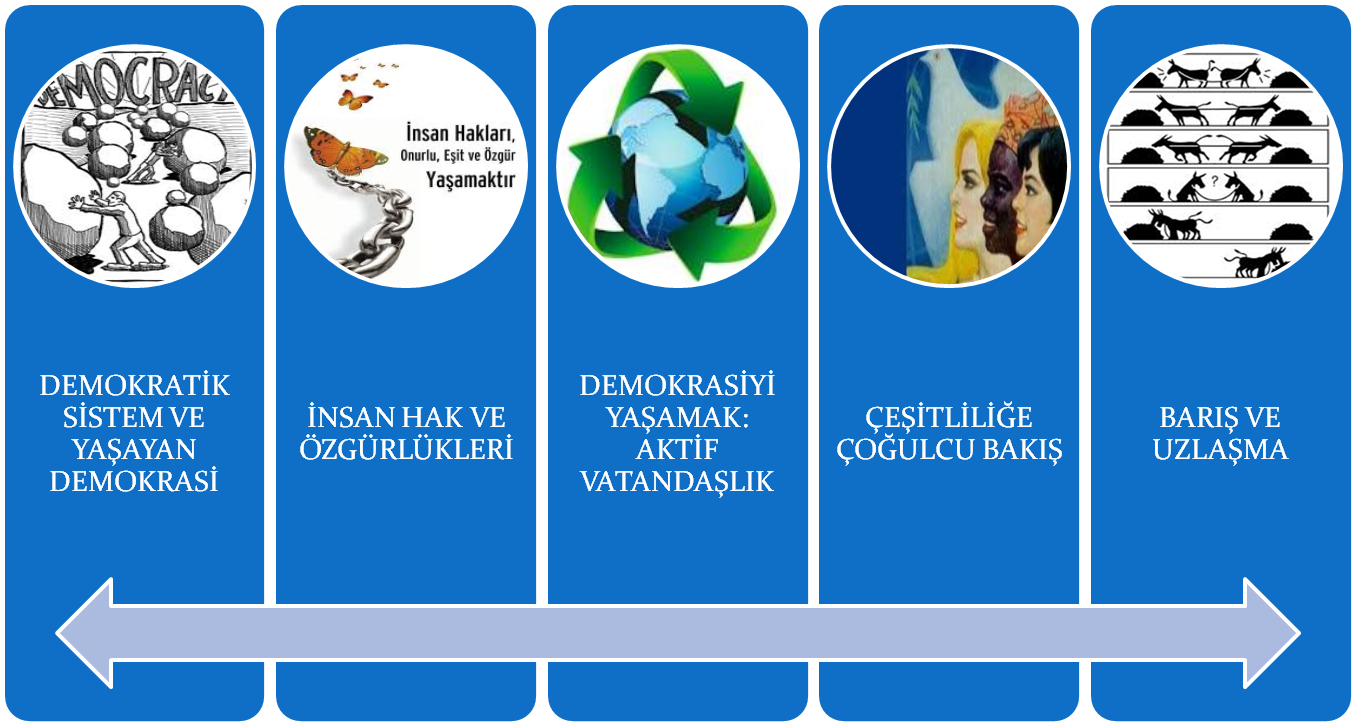 DEMOCRACY
İnsan Hakları,
Onurlu, Eşit ve Özgür
Yaşamaktır
?
DEMOKRATİK
SİSTEM VE
YAŞAYAN
DEMOKRASİ
İNSAN HAK VE
ÖZGÜRLÜKLERİ
DEMOKRASİYİ
YAŞAMAK:
AKTİF
VATANDAŞLIK
ÇEŞİTLİLİĞE
ÇOĞULCU BAKIŞ
BARIŞ VE
UZLAŞMA